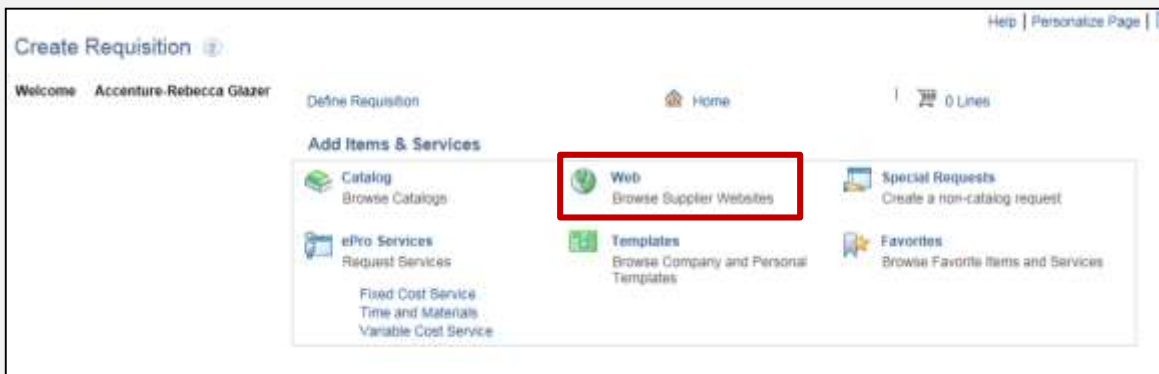 Help | Personalize Page |
Create Requisition
Welcome Accenture-Rebecca Glazer
Define Requisition
Home
0 Lines
Add Items & Services
Catalog
Browse Catalogs
Web
Browse Supplier Websites
Special Requests
Create a non-catalog request
ePro Services
Request Services
Fixed Cost Service
Time and Materials
Variable Cost Service
Templates
Browse Company and Personal
Templates
Favorites
Browse Favorite Items and Services